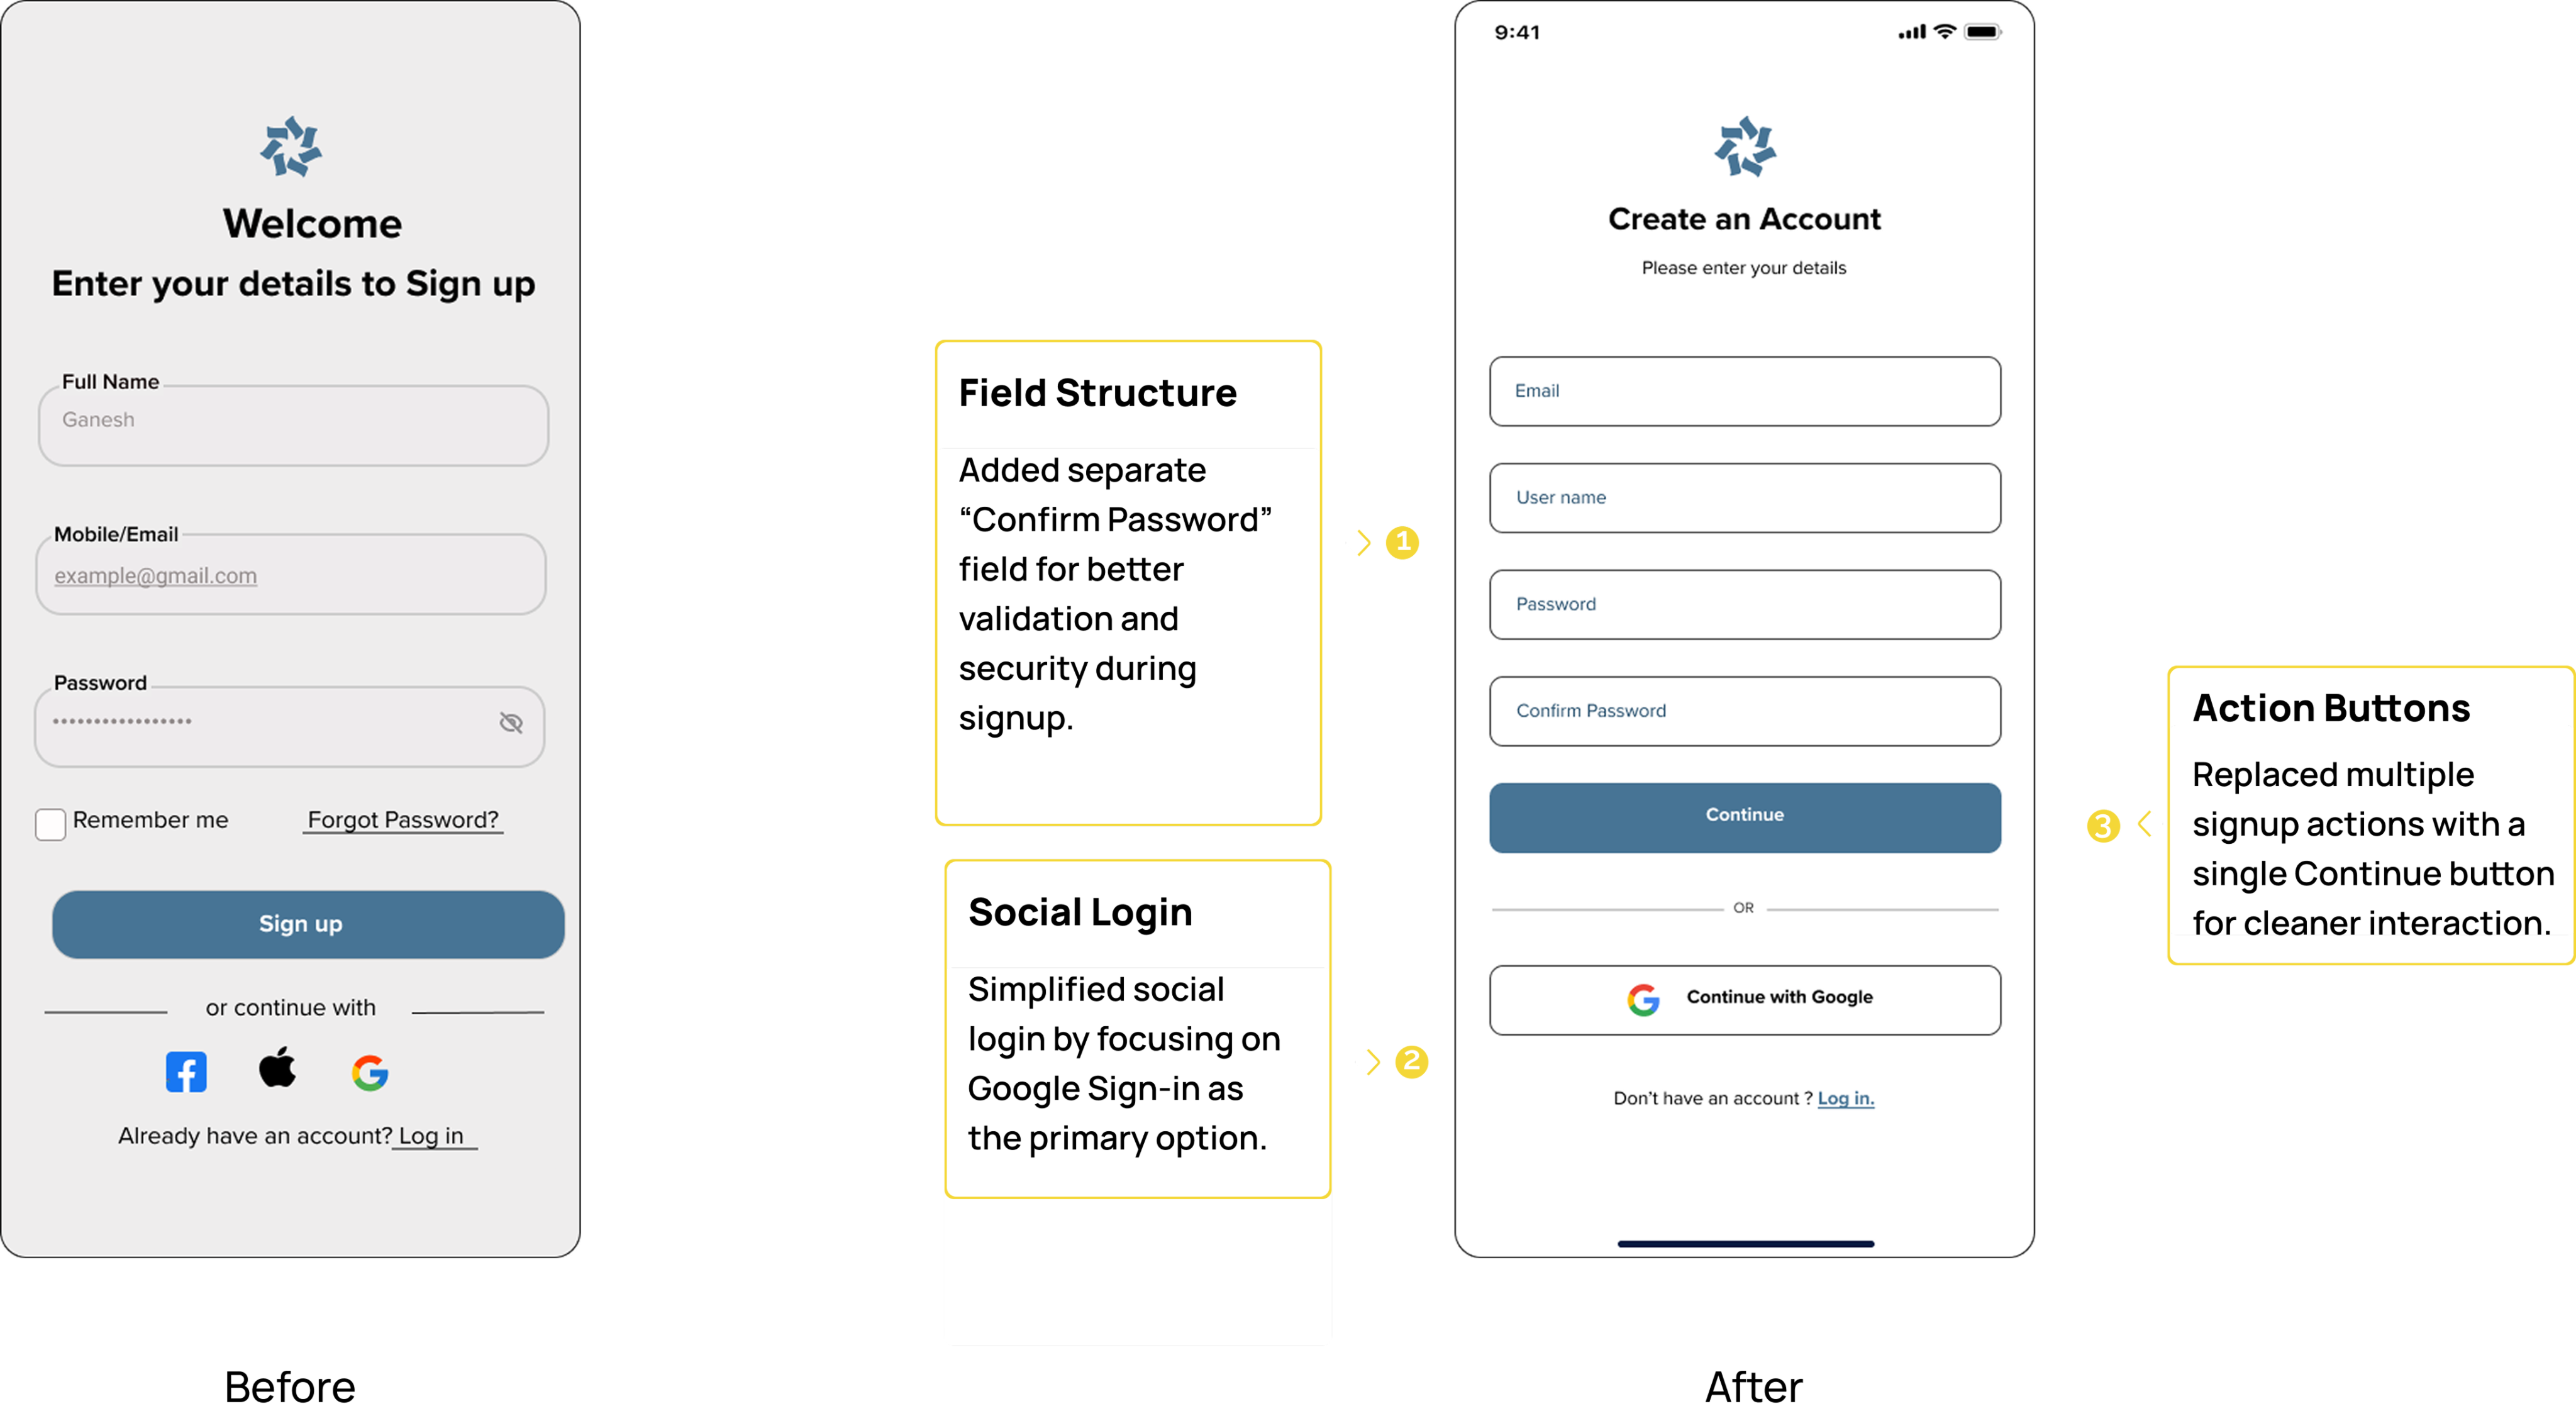 Welcome
Enter your details to Sign up
Full Name
Ganesh
Mobile/Email
example@gmail.com
Password
•••••••••••••••••
Remember me
Forgot Password?
Sign up
or continue with
Already have an account? Log in
Before
Field Structure
Added separate
“Confirm Password”
field for better
validation and
security during
signup.
1
Social Login
Simplified social
login by focusing on
Google Sign-in as
the primary option.
2
9:41
Create an Account
Please enter your details
Email
User name
Password
Confirm Password
Continue
OR
Continue with Google
Don’t have an account ? Log in.
After
3
Action Buttons
Replaced multiple
signup actions with a
single Continue button
for cleaner interaction.